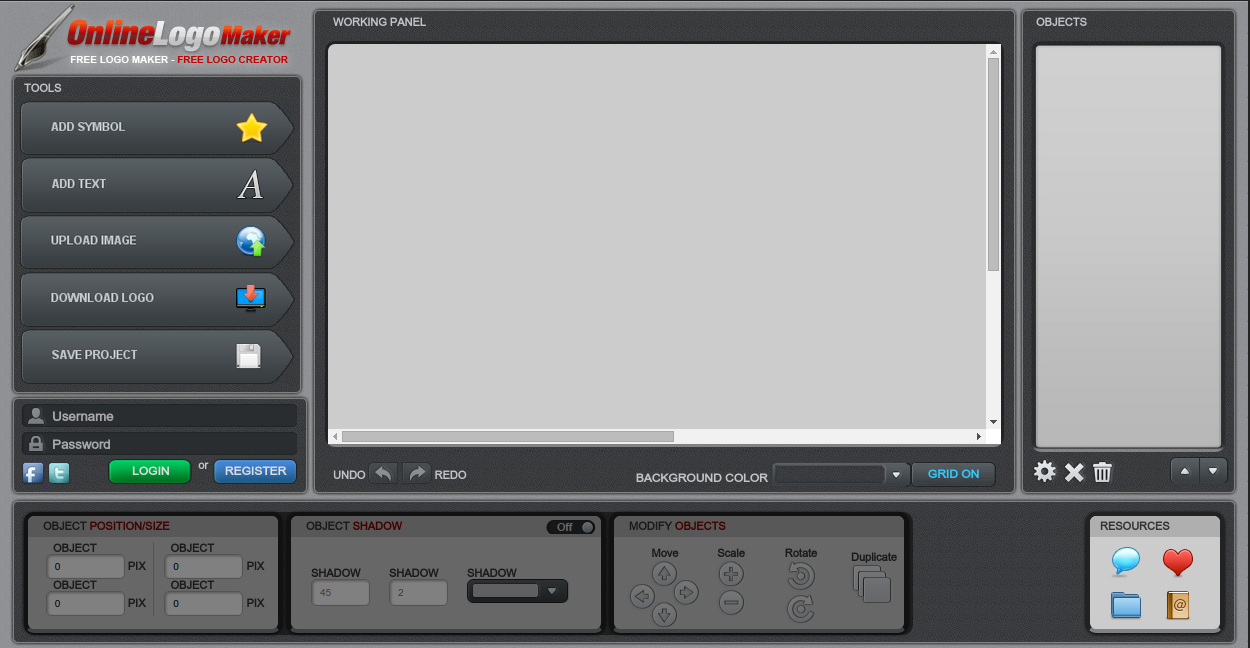 OnlineLogoMaker
FREE LOGO MAKER - FREE LOGO CREATOR
TOOLS
ADD SYMBOL
ADD TEXT
A
UPLOAD IMAGE
DOWNLOAD LOGO
SAVE PROJECT
Username
Password
f
t
LOGIN
or
REGISTER
WORKING PANEL
UNDO
REDO
BACKGROUND COLOR
GRID ON
OBJECTS
OBJECT POSITION/SIZE
OBJECT
OBJECT
0 PIX
0 PIX
OBJECT
OBJECT
0 PIX
0 PIX
OBJECT SHADOW
Off
SHADOW
SHADOW
SHADOW
45
2
MODIFY OBJECTS
Move
Scale
Rotate
Duplicate
RESOURCES
@